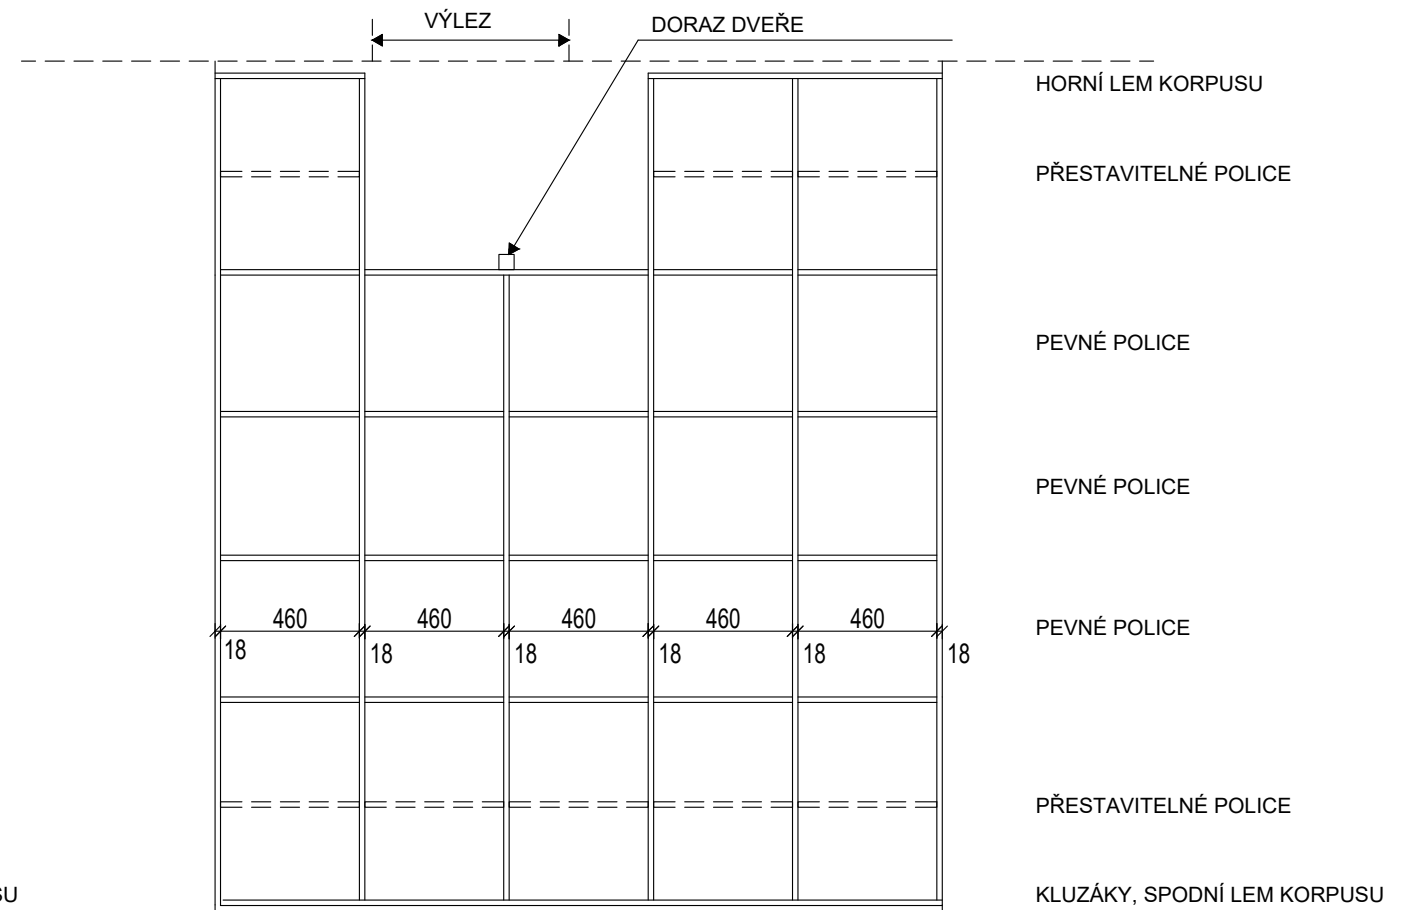 VÝLEZ
DORAZ DVEŘE
HORNÍ LEM KORPUSU
PŘESTAVITELNÉ POLICE
PEVNÉ POLICE
PEVNÉ POLICE
460 460 460 460 460
PEVNÉ POLICE
18 18 18 18 18 18
PŘESTAVITELNÉ POLICE
SU
KLUZÁKY, SPODNÍ LEM KORPUSU